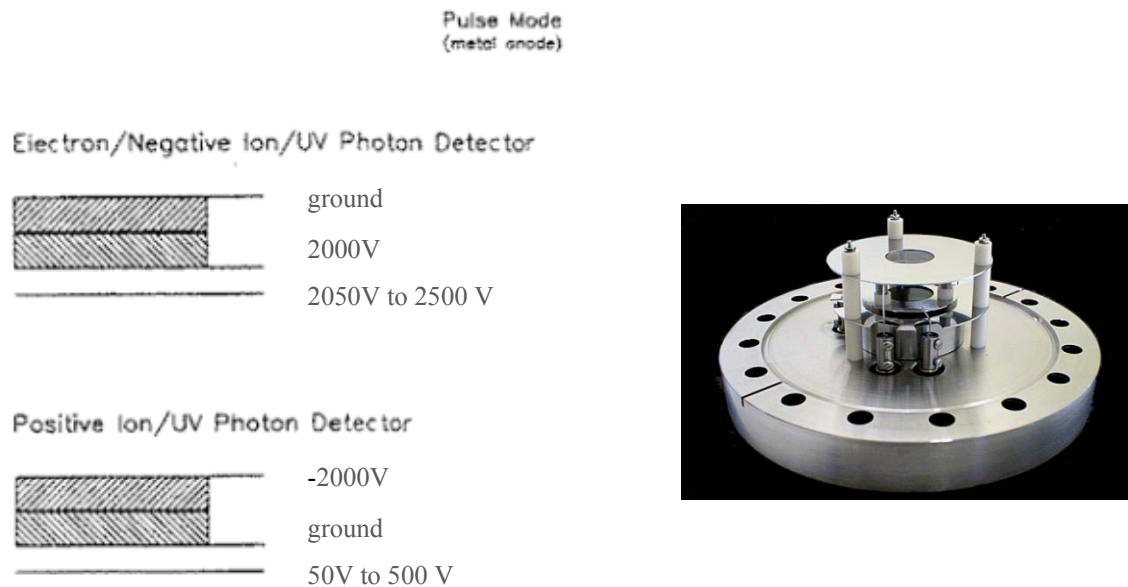 Pulse Mode
(metal anode)
Electron/Negative Ion/UV Photon Detector
ground
2000V
2050V to 2500 V
Positive Ion/UV Photon Detector
-2000V
ground
50V to 500 V